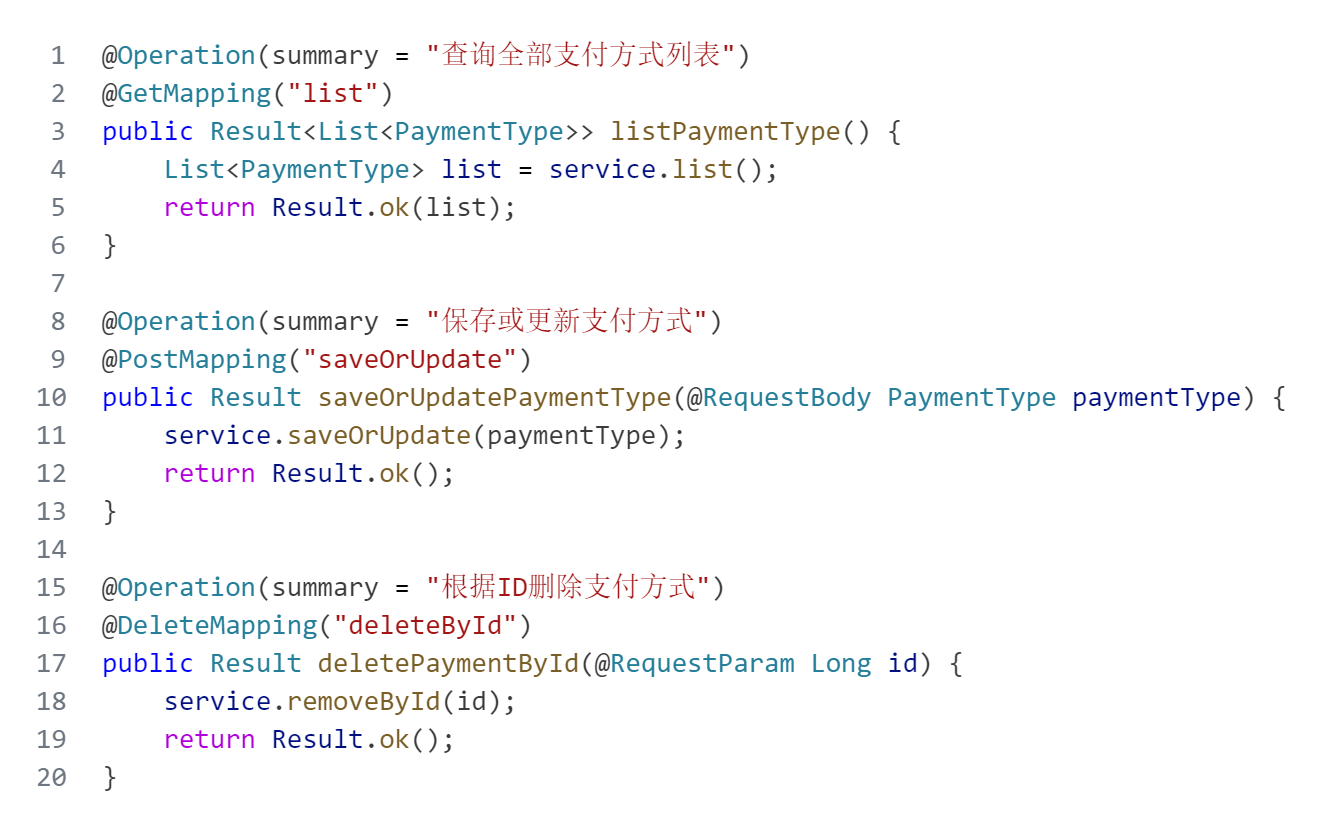 1 @Operation(summary = "查询全部支付方式列表")
2 @GetMapping("list")
3 public Result<List<PaymentType>> listPaymentType() {
4     List<PaymentType> list = service.list();
5     return Result.ok(list);
6 }
7
8 @Operation(summary = "保存或更新支付方式")
9 @PostMapping("saveOrUpdate")
10 public Result saveOrUpdatePaymentType(@RequestBody PaymentType paymentType) {
11     service.saveOrUpdate(paymentType);
12     return Result.ok();
13 }
14
15 @Operation(summary = "根据ID删除支付方式")
16 @DeleteMapping("deleteById")
17 public Result deletePaymentById(@RequestParam Long id) {
18     service.removeById(id);
19     return Result.ok();
20 }